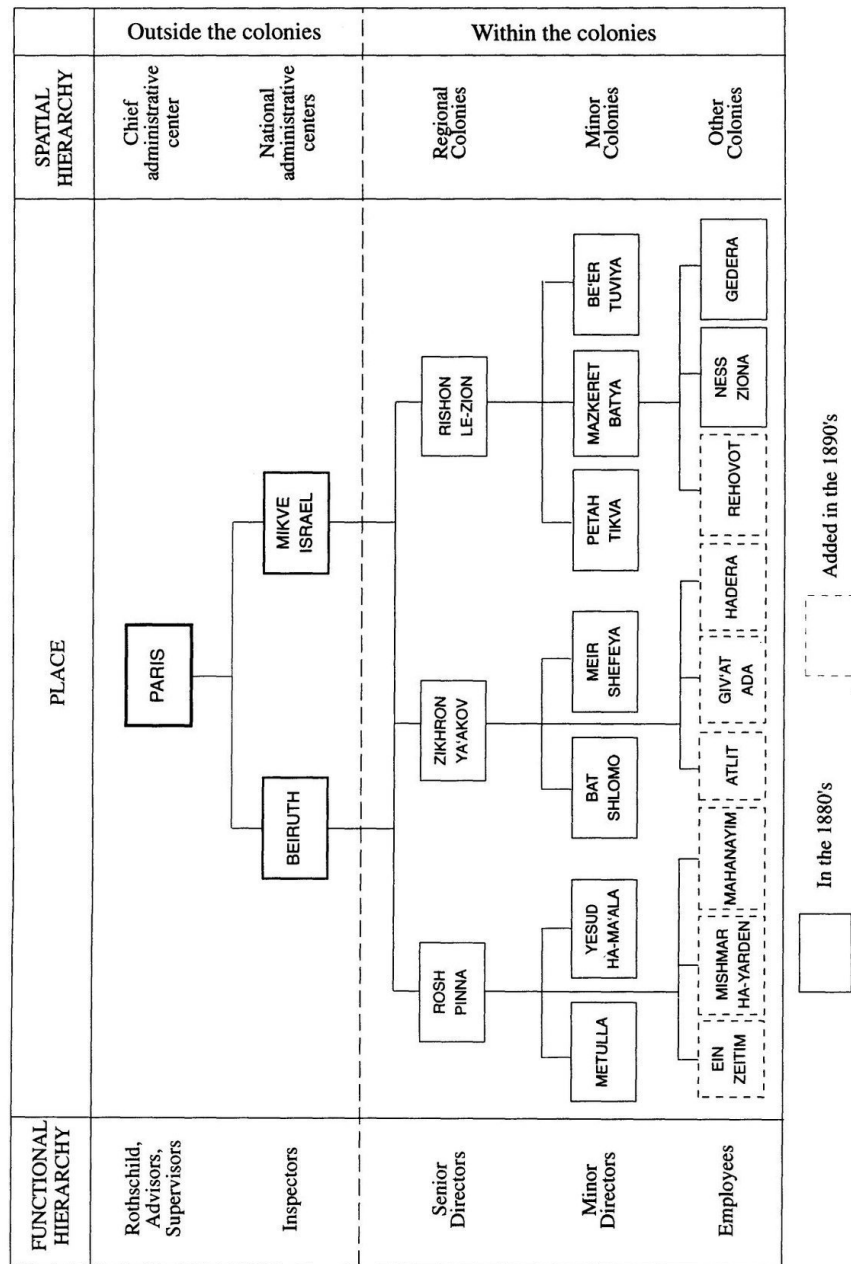 FUNCTIONAL
HIERARCHY
PLACE
SPATIAL
HIERARCHY
Rothschild,
Advisors,
Supervisors
PARIS
Chief
administrative
center
Outside the colonies
Inspectors
BEIRUTH
MIKVE
ISRAEL
National
administrative
centers
Senior
Directors
ROSH
PINNA
ZIKHRON
YA'AKOV
RISHON
LE-ZION
Regional
Colonies
Within the colonies
Minor
Directors
METULLA
YESUD
HA-MA'ALA
BAT
SHLOMO
MEIR
SHEFEYA
PETAH
TIKVA
MAZKERET
BATYA
BE'ER
TUVIYA
Minor
Colonies
Employees
EIN
ZEITIM
MISHMAR
HA-YARDEN
MAHANAYIM
ATLIT
GIV'AT
ADA
HADERA
REHOVOT
NESS
ZIONA
GEDERA
Other
Colonies
In the 1880's
Added in the 1890's